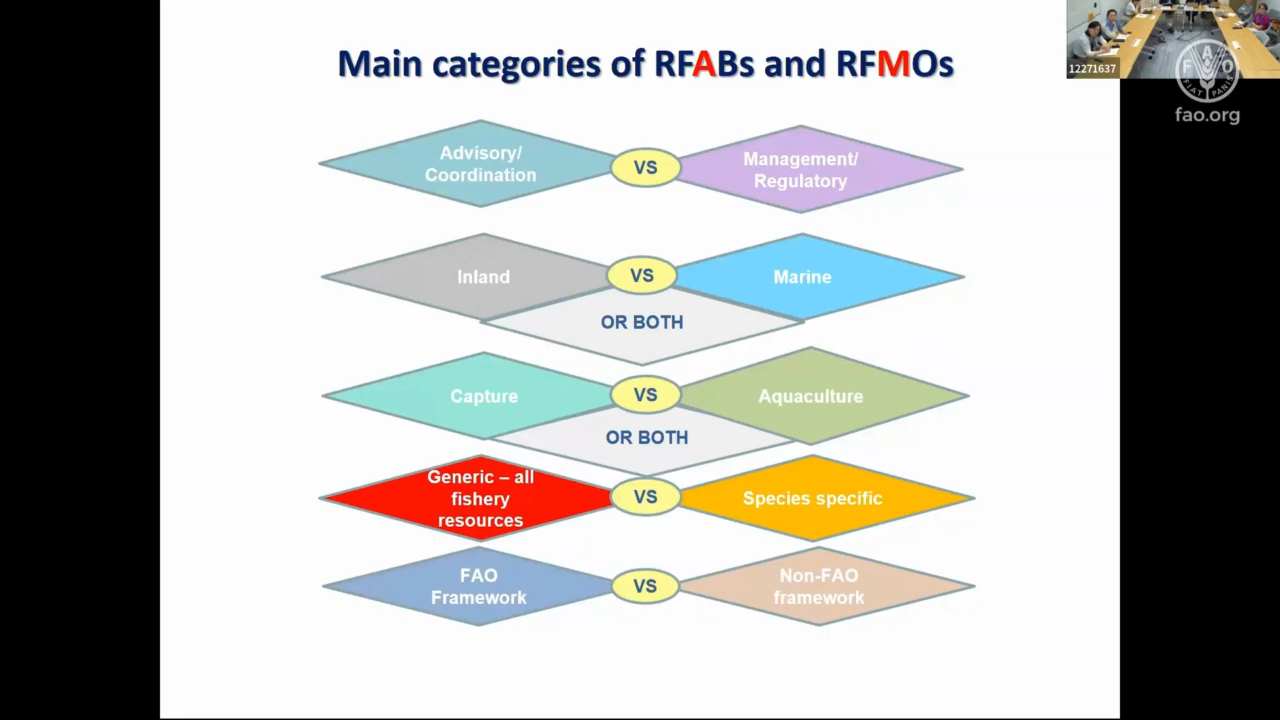 Main categories of RFABs and RFMOs
12271637
F A O
FIAT PANIS
fao.org
Advisory/
Coordination
VS
Management/
Regulatory
Inland
VS
Marine
OR BOTH
Capture
VS
Aquaculture
OR BOTH
Generic – all
fishery
resources
VS
Species specific
FAO
Framework
VS
Non-FAO
framework